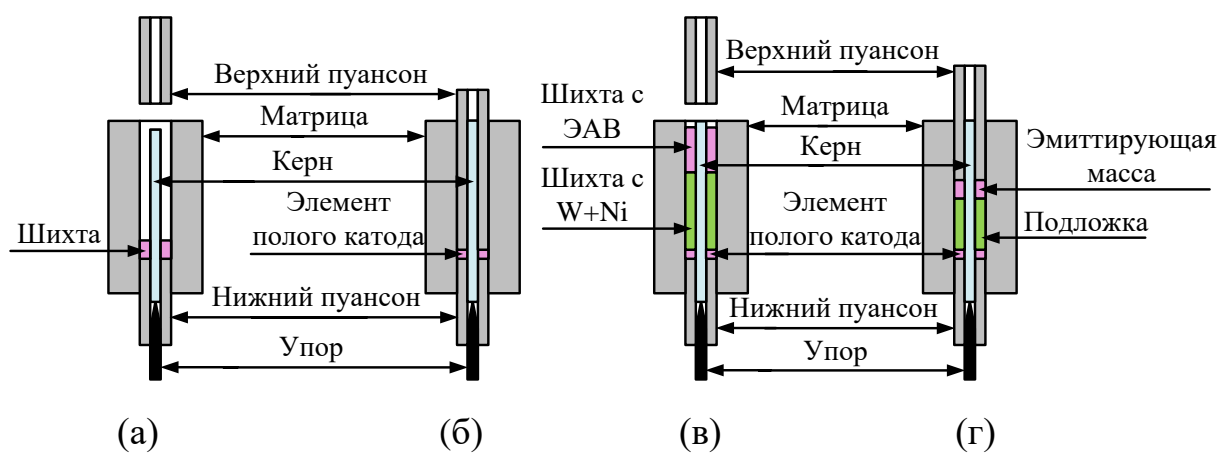 Верхний пуансон
Матрица
Керн
Элемент
полого катода
Шихта
Нижний пуансон
Упор
(а)
(б)
Верхний пуансон
Шихта с
ЭАВ
Матрица
Керн
Эмиттирующая
масса
Шихта с
W+Ni
Элемент
полого катода
Подложка
Нижний пуансон
Упор
(в)
(г)